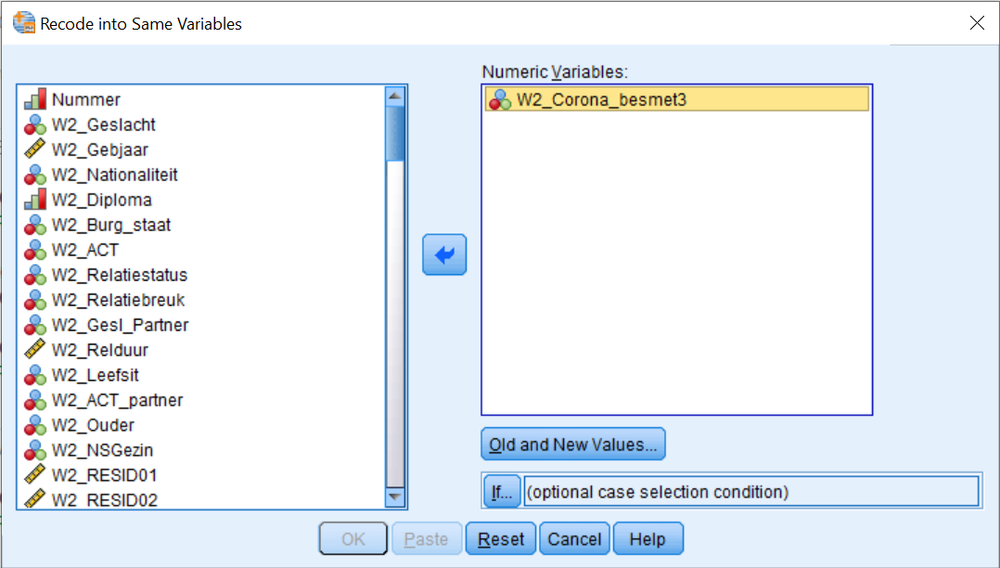 Recode into Same Variables
Numeric Variables:
Nummer
W2_Geslacht
W2_Gebjaar
W2_Nationaliteit
W2_Diploma
W2_Burg_staat
W2_ACT
W2_Relatiestatus
W2_Relatiebreuk
W2_Gesl_Partner
W2_Relduur
W2_Leefsit
W2_ACT_partner
W2_Ouder
W2_NSGezin
W2_RESID01
W2_RESID02
W2_Corona_besmet3
Old and New Values...
If... (optional case selection condition)
OK Paste Reset Cancel Help